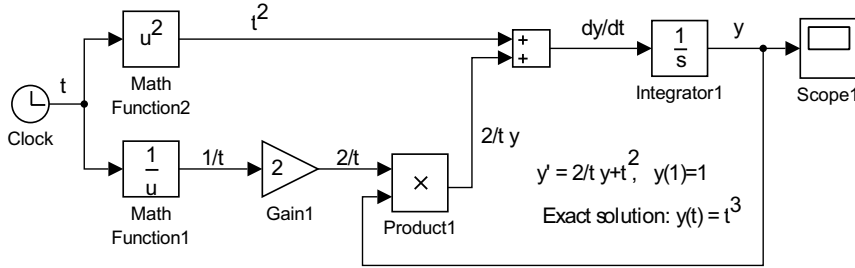 t²
dy/dt
y
u²
+
+
1
s
t
Math
Function2
Integrator1
Scope1
Clock
2/t y
1
u
1/t
2
2/t
×
y' = 2/t y+t², y(1)=1
Math
Function1
Gain1
Product1
Exact solution: y(t) = t³